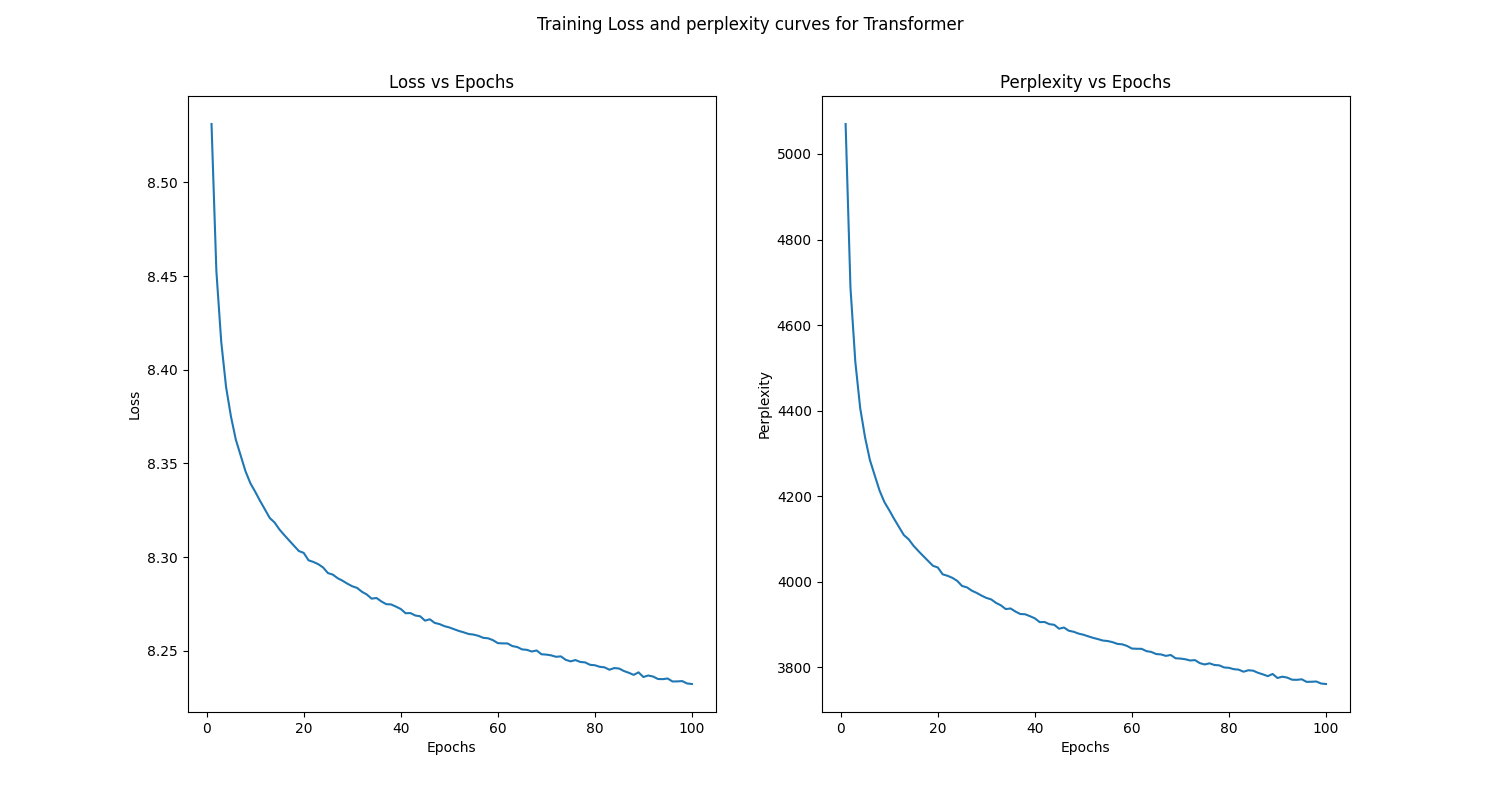 Training Loss and perplexity curves for Transformer
Loss vs Epochs
8.50
8.45
8.40
8.35
8.30
8.25
Loss
0 20 40 60 80 100
Epochs
Perplexity vs Epochs
5000
4800
4600
4400
4200
4000
3800
Perplexity
0 20 40 60 80 100
Epochs